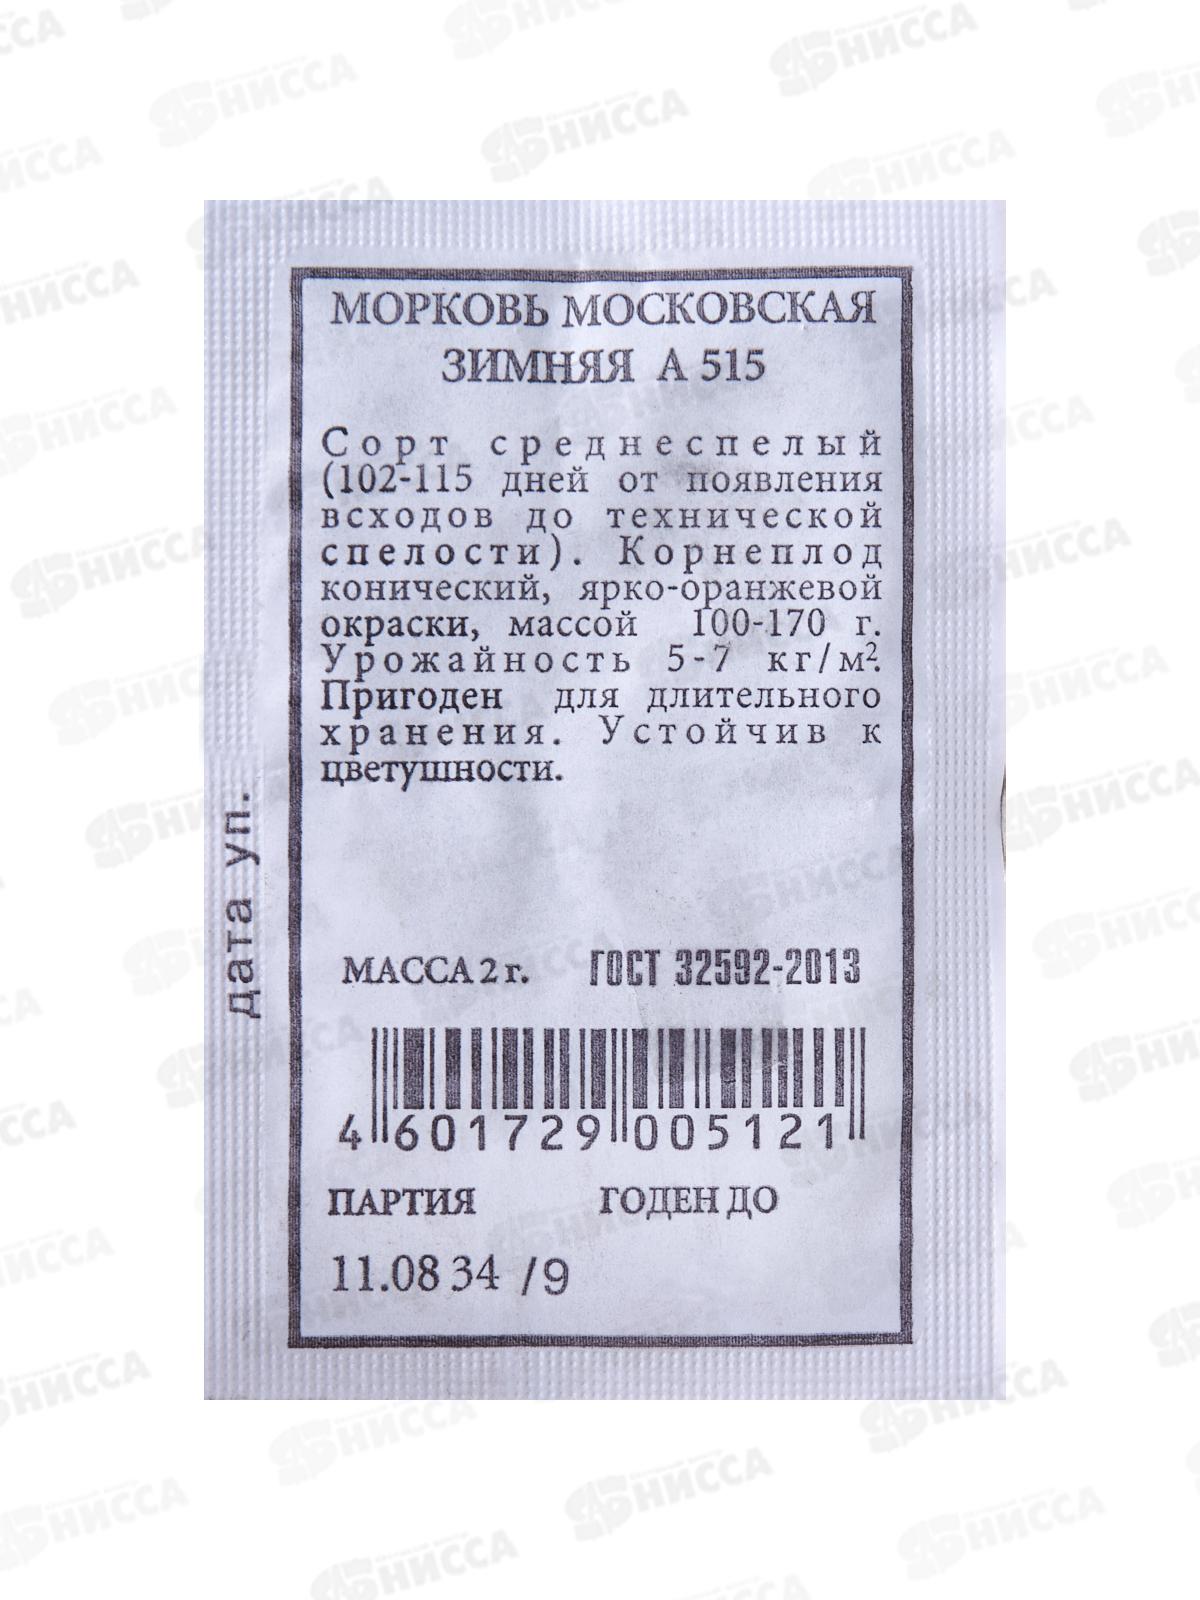 МОРКОВЬ МОСКОВСКАЯ
ЗИМНЯЯ А 515
Сорт среднеспелый
(102-115 дней от появления
всходов до технической
спелости). Корнеплод
конический, ярко-оранжевой
окраски, массой 100-170 г.
Урожайность 5-7 кг/м².
Пригоден для длительного
хранения. Устойчив к
цветушности.
дата уп.
МАССА 2 г. ГОСТ 32592-2013
4 601729 005121
ПАРТИЯ ГОДЕН ДО
11.08 34 /9
НИССА